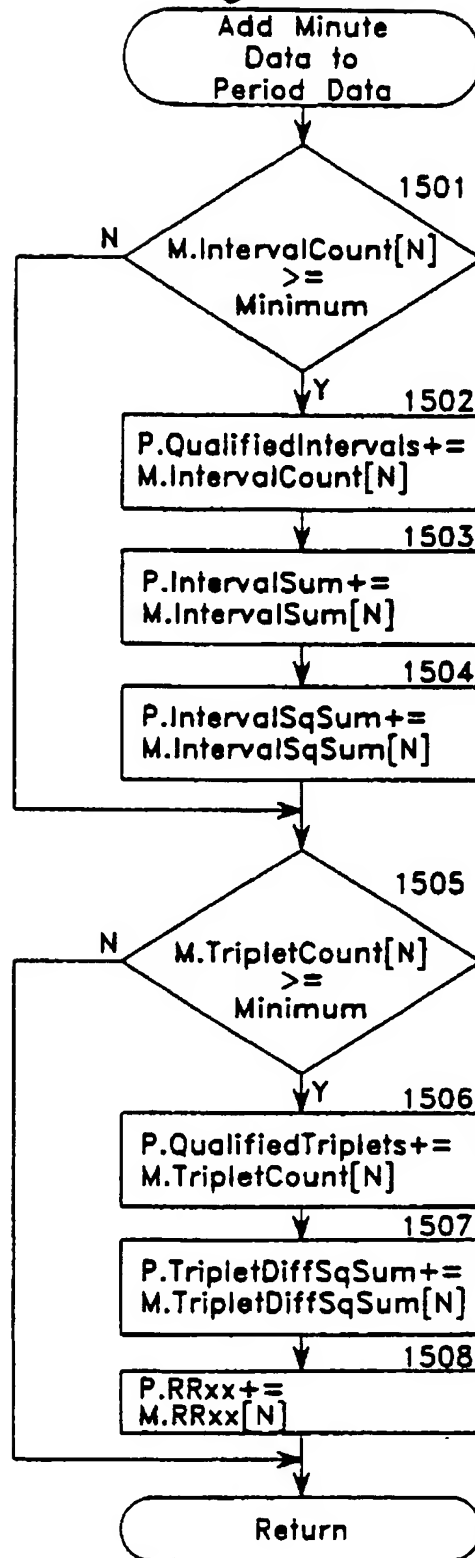 Add Minute
Data to
Period Data
1501
N
M.IntervalCount[N]
>=
Minimum
Y
1502
P.QualifiedIntervals+=
M.IntervalCount[N]
1503
P.IntervalSum+=
M.IntervalSum[N]
1504
P.IntervalSqSum+=
M.IntervalSqSum[N]
1505
N
M.TripletCount[N]
>=
Minimum
Y
1506
P.QualifiedTriplets+=
M.TripletCount[N]
1507
P.TripletDiffSqSum+=
M.TripletDiffSqSum[N]
1508
P.RRxx+=
M.RRxx[N]
Return